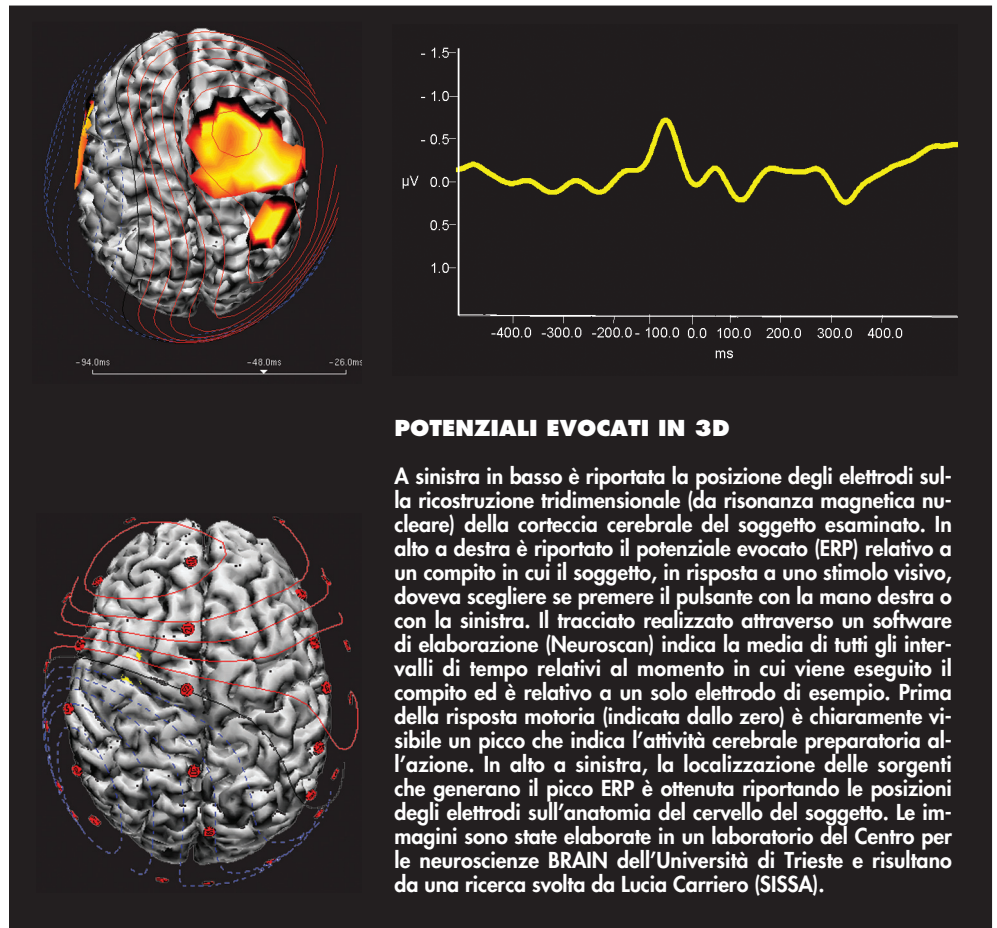 - 1.5
- 1.0
- 0.5
µV 0.0
0.5
1.0
-400.0 -300.0 -200.0 - 100.0 0.0 100.0 200.0 300.0 400.0
ms
-94.0ms -48.0ms -26.0ms
POTENZIALI EVOCATI IN 3D
A sinistra in basso è riportata la posizione degli elettrodi sul-
la ricostruzione tridimensionale (da risonanza magnetica nu-
cleare) della corteccia cerebrale del soggetto esaminato. In
alto a destra è riportato il potenziale evocato (ERP) relativo a
un compito in cui il soggetto, in risposta a uno stimolo visivo,
doveva scegliere se premere il pulsante con la mano destra o
con la sinistra. Il tracciato realizzato attraverso un software
di elaborazione (Neuroscan) indica la media di tutti gli inter-
valli di tempo relativi al momento in cui viene eseguito il
compito ed è relativo a un solo elettrodo di esempio. Prima
della risposta motoria (indicata dallo zero) è chiaramente vi-
sibile un picco che indica l'attività cerebrale preparatoria al-
l'azione. In alto a sinistra, la localizzazione delle sorgenti
che generano il picco ERP è ottenuta riportando le posizioni
degli elettrodi sull'anatomia del cervello del soggetto. Le im-
magini sono state elaborate in un laboratorio del Centro per
le neuroscienze BRAIN dell'Università di Trieste e risultano
da una ricerca svolta da Lucia Carriero (SISSA).